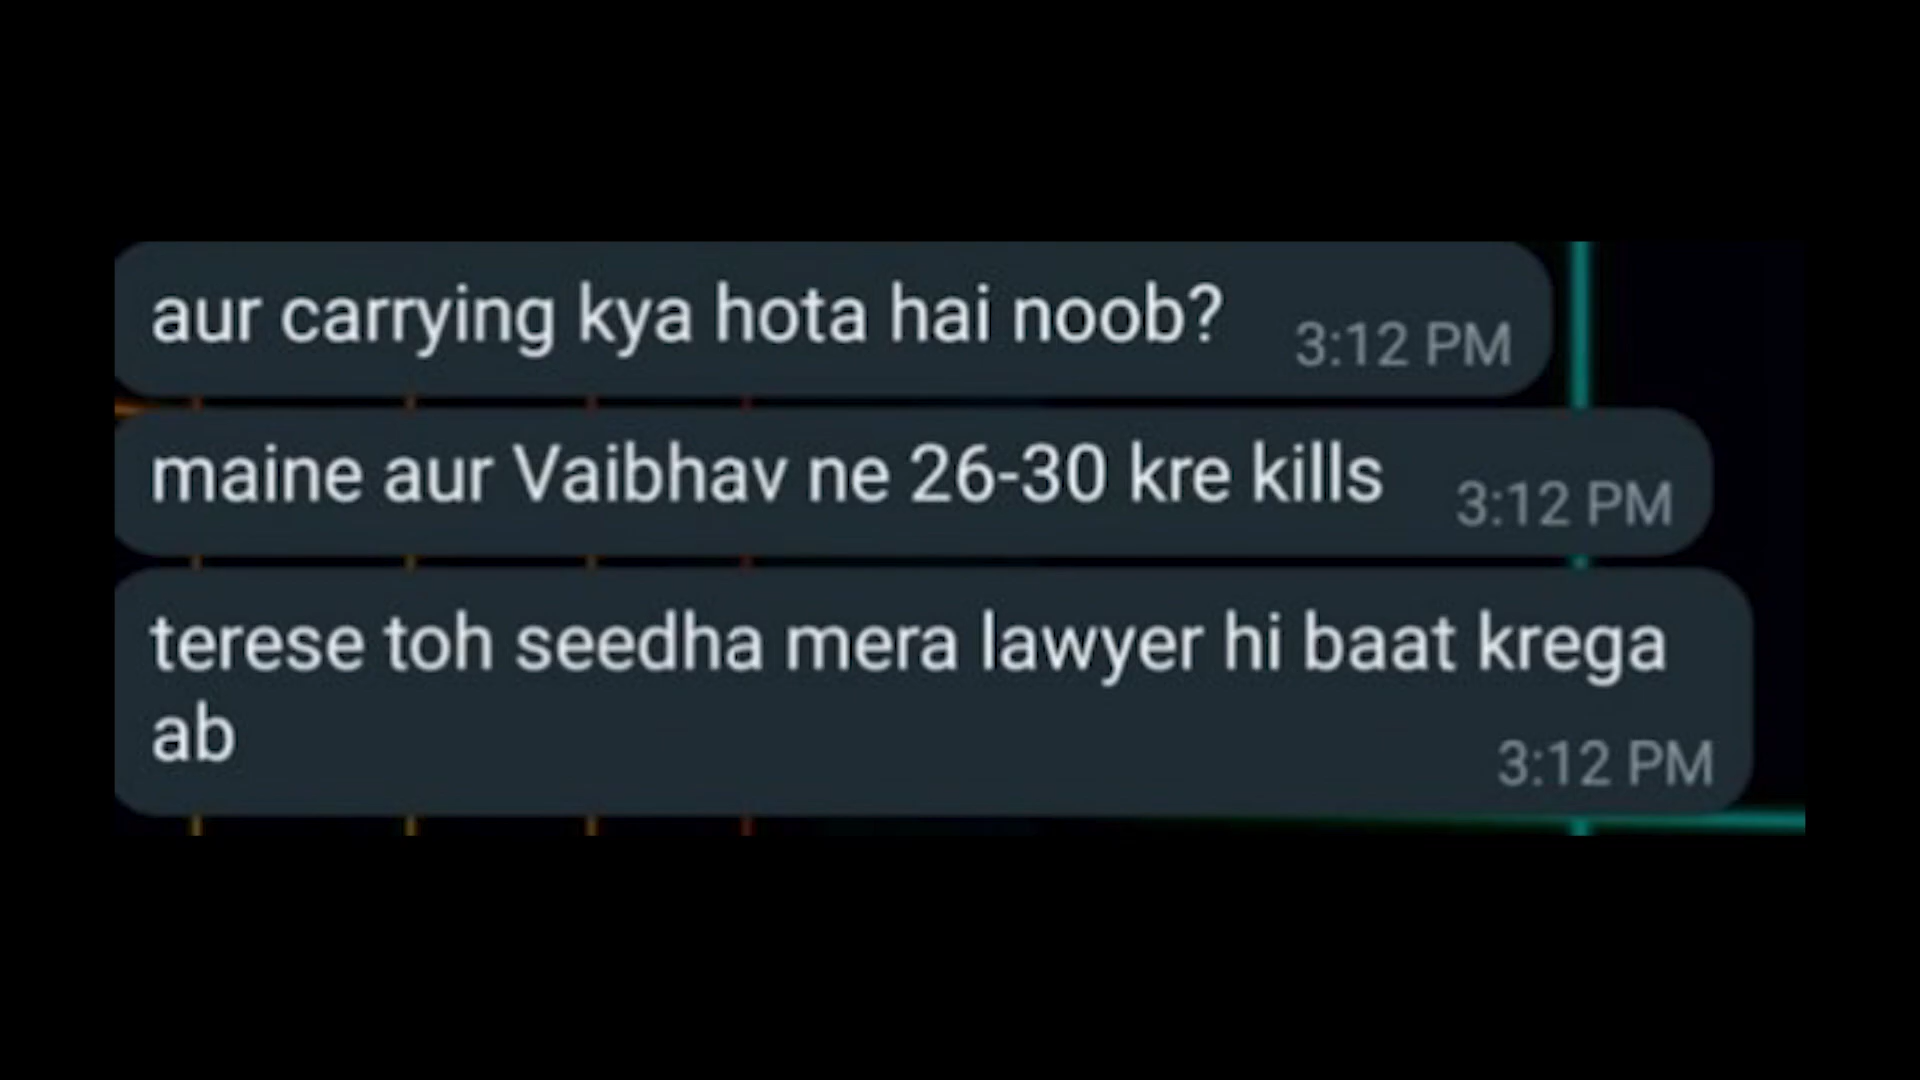 aur carrying kya hota hai noob?
3:12 PM
maine aur Vaibhav ne 26-30 kre kills
3:12 PM
terese toh seedha mera lawyer hi baat krega
ab
3:12 PM